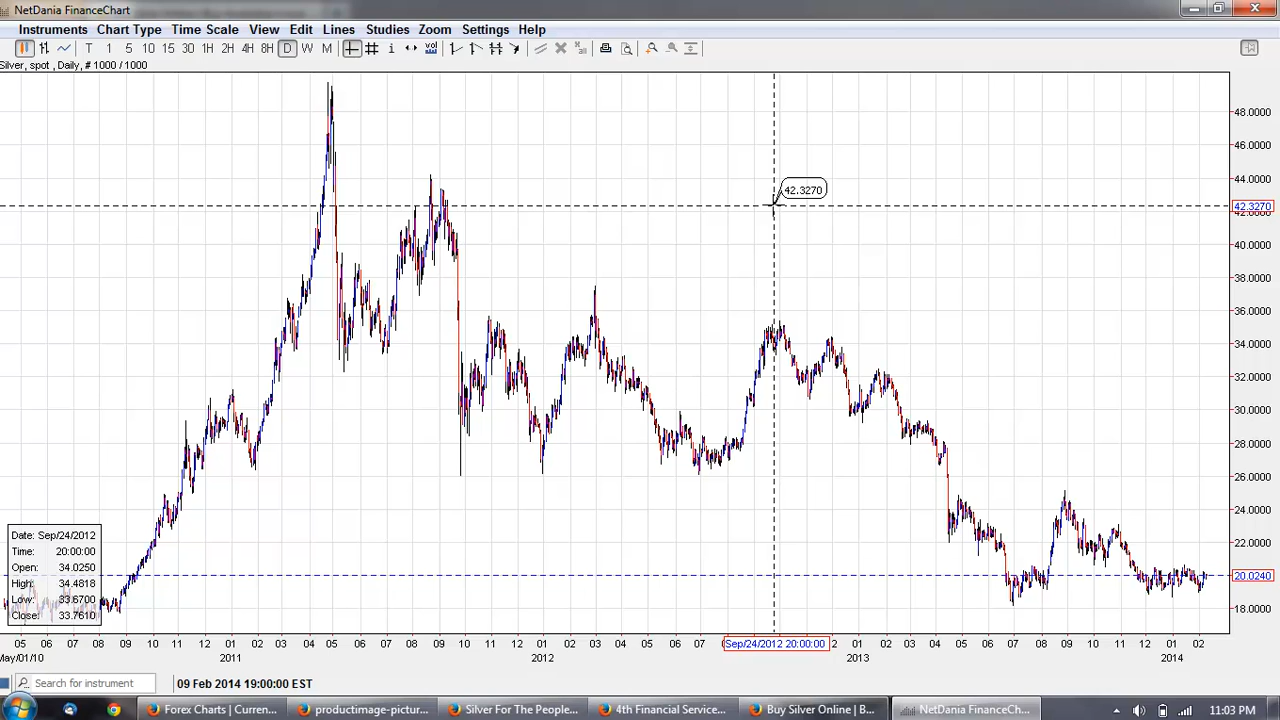 NetDania FinanceChart
Instruments Chart Type Time Scale View Edit Lines Studies Zoom Settings Help
T 1 5 10 15 30 1H 2H 4H 8H D W M i vol
Silver, spot , Daily, # 1000 / 1000
48.0000
46.0000
44.0000
42.3270
42.3270
42.0000
40.0000
38.0000
36.0000
34.0000
32.0000
30.0000
28.0000
26.0000
24.0000
22.0000
20.0240
18.0000
Date: Sep/24/2012
Time: 20:00:00
Open: 34.0250
High: 34.4818
Low: 33.6700
Close: 33.7610
05 06 07 08 09 10 11 12 01 02 03 04 05 06 07 08 09 10 11 12 01 02 03 04 05 06 07 Sep/24/2012 20:00:00 2 01 02 03 04 05 06 07 08 09 10 11 12 01 02
May/01/10 2011 2012 2013 2014
Search for instrument 09 Feb 2014 19:00:00 EST
Forex Charts | Curren... productimage-pictur... Silver For The People... 4th Financial Service... Buy Silver Online | B... NetDania FinanceCh... 11:03 PM